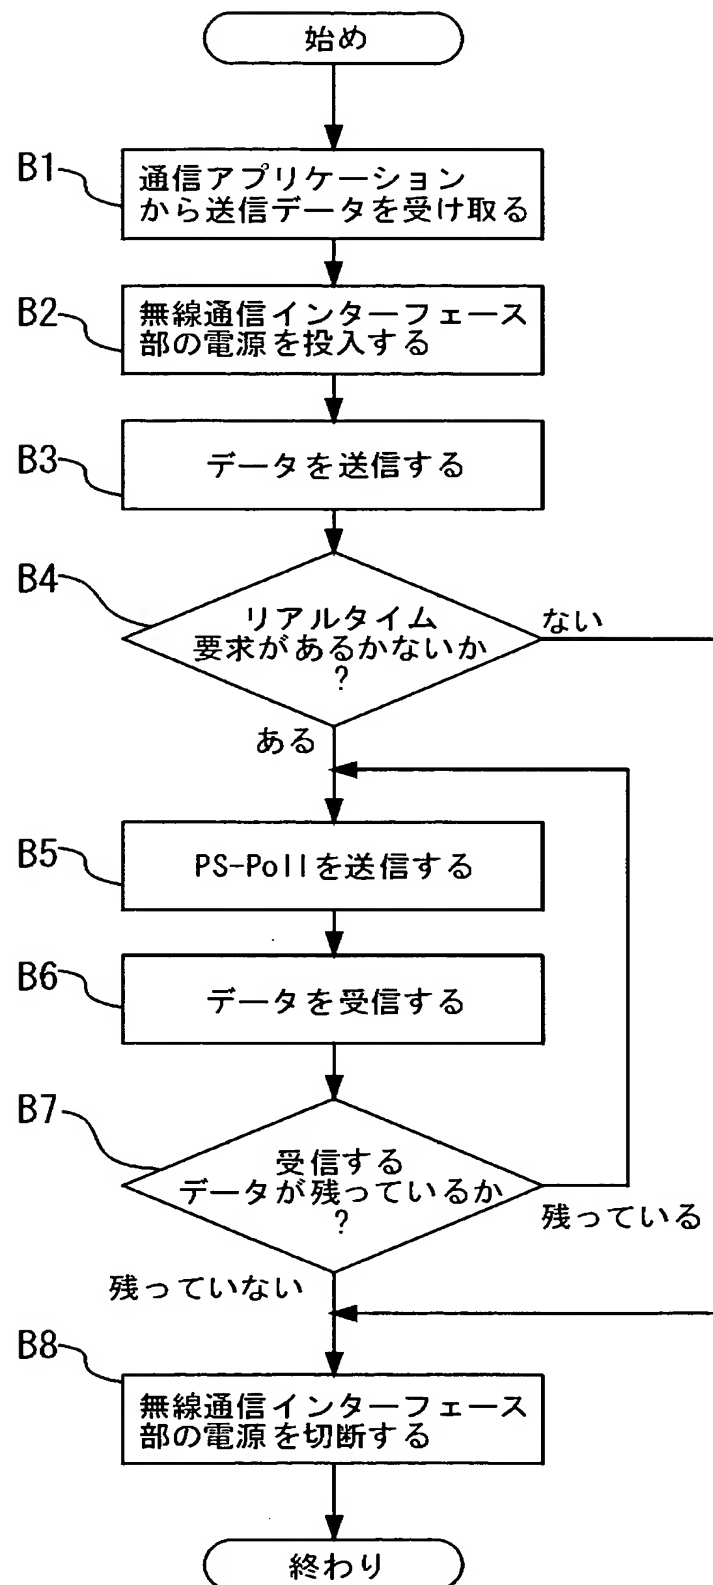 始め
B1
通信アプリケーション
から送信データを受け取る
B2
無線通信インターフェース
部の電源を投入する
B3
データを送信する
B4
リアルタイム
要求があるかないか
?
ない
ある
B5
PS-Pollを送信する
B6
データを受信する
B7
受信する
データが残っているか
?
残っている
残っていない
B8
無線通信インターフェース
部の電源を切断する
終わり